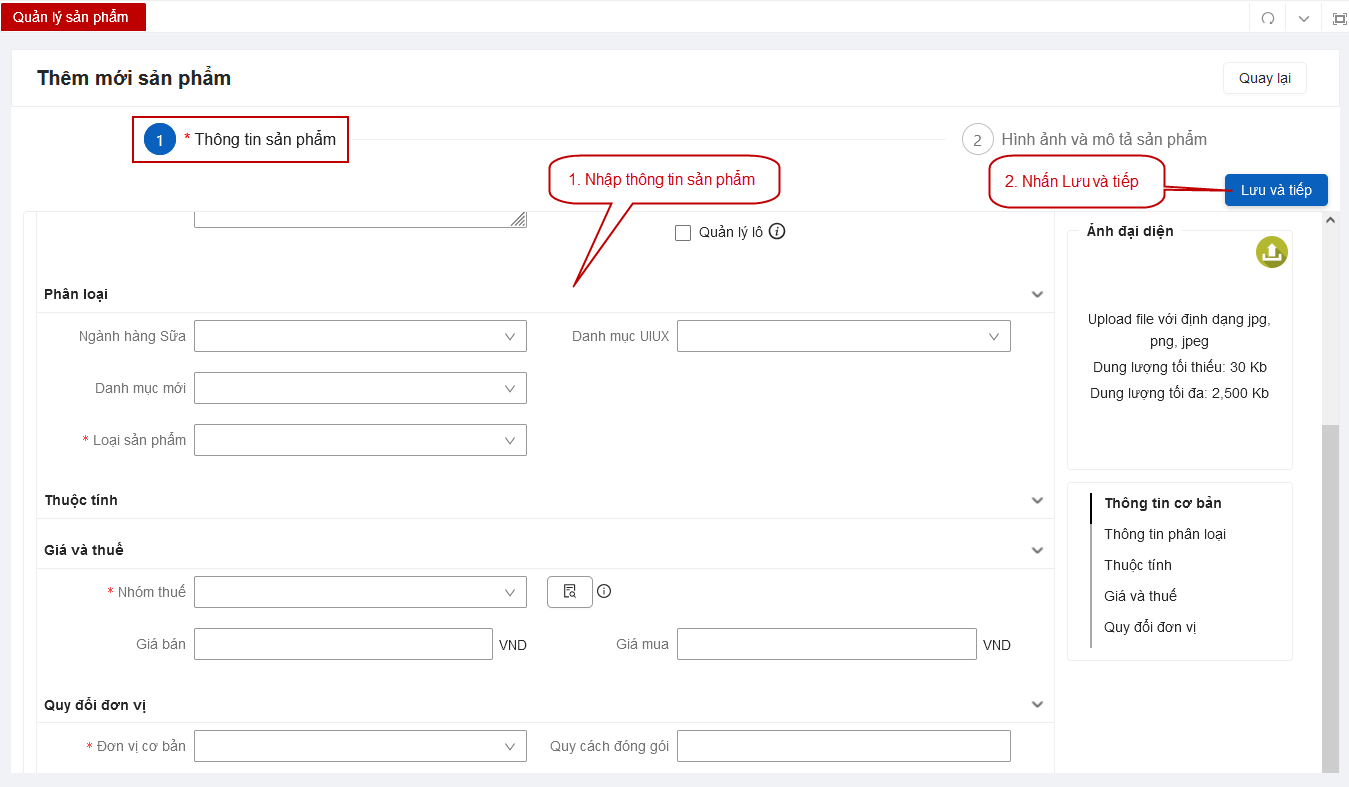 Quản lý sản phẩm
Thêm mới sản phẩm
Quay lại
1 * Thông tin sản phẩm
2 Hình ảnh và mô tả sản phẩm
1. Nhập thông tin sản phẩm
2. Nhấn Lưu và tiếp
Lưu và tiếp
Quản lý lô
Ảnh đại diện
Upload file với định dạng jpg,
png, jpeg
Dung lượng tối thiểu: 30 Kb
Dung lượng tối đa: 2,500 Kb
Phân loại
Ngành hàng Sữa
Danh mục UIUX
Danh mục mới
* Loại sản phẩm
Thuộc tính
Giá và thuế
* Nhóm thuế
Giá bán
VND
Giá mua
VND
Quy đổi đơn vị
* Đơn vị cơ bản
Quy cách đóng gói
Thông tin cơ bản
Thông tin phân loại
Thuộc tính
Giá và thuế
Quy đổi đơn vị